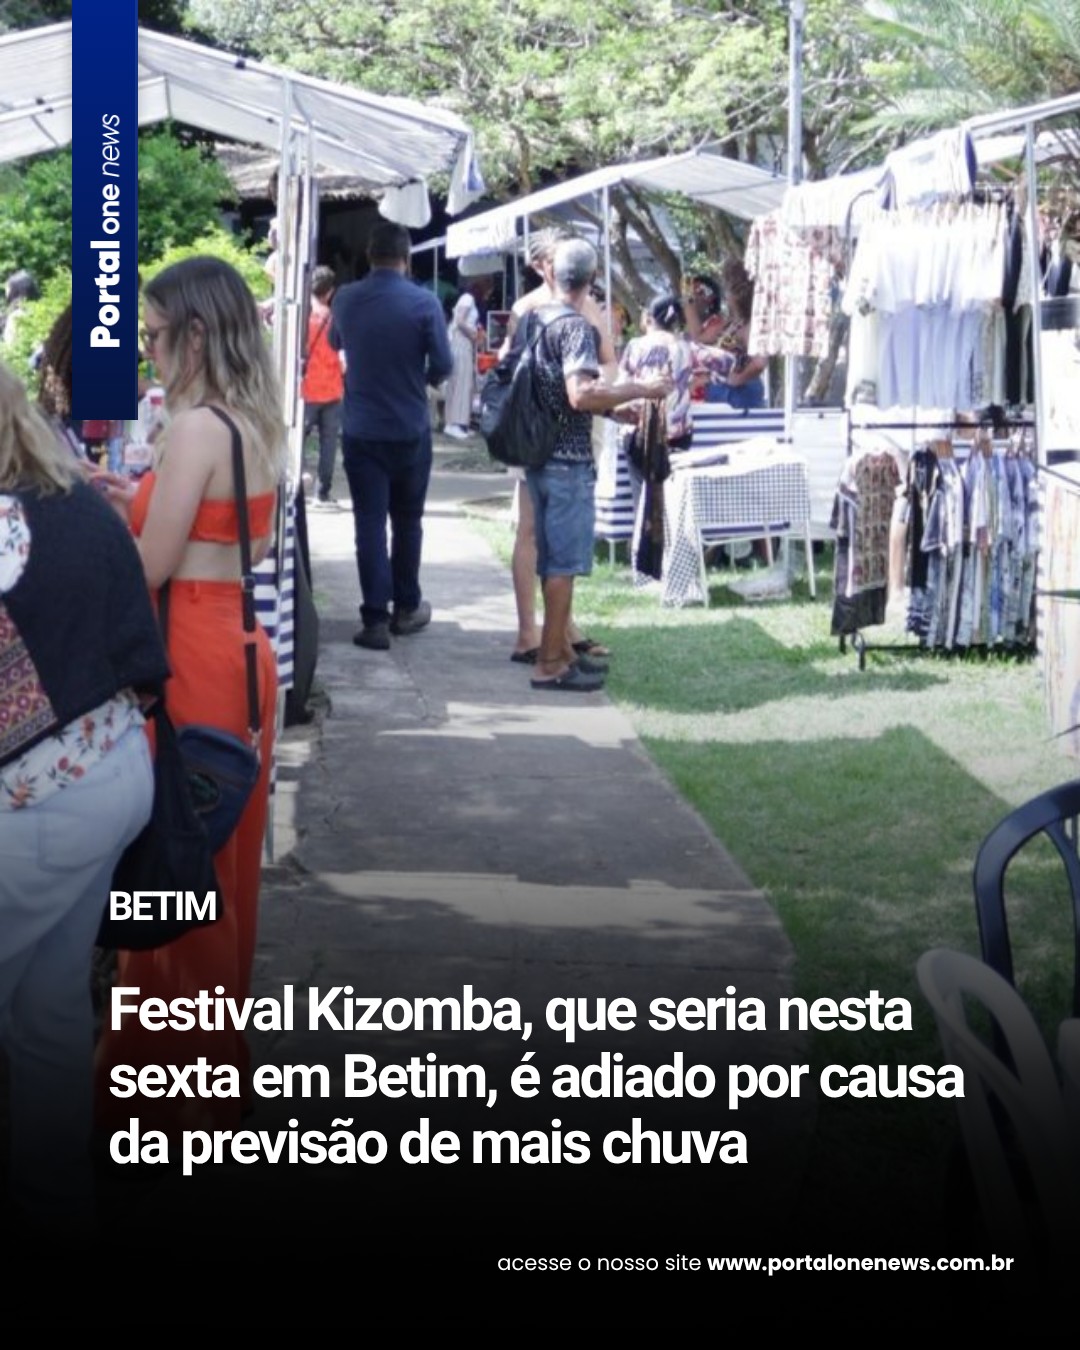 Portal one news
BETIM
Festival Kizomba, que seria nesta
sexta em Betim, é adiado por causa
da previsão de mais chuva
acesse o nosso site www.portalonenews.com.br